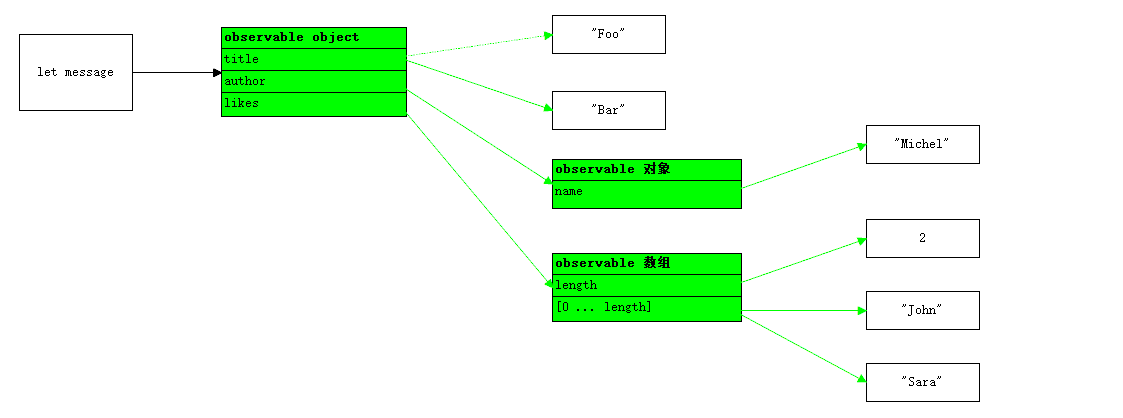 let message
observable object
title
author
likes
"Foo"
"Bar"
observable 对象
name
"Michel"
observable 数组
length
[0 ... length]
2
"John"
"Sara"